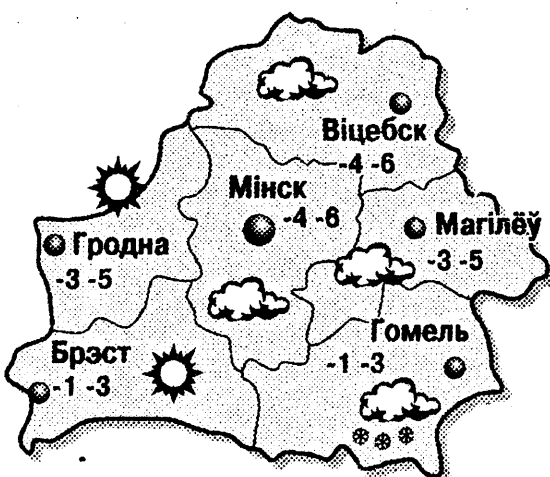 Віцебск
-4 -6
Мінск
-4 -6
Магілёў
-3 -5
Гродна
-3 -5
Гомель
-1 -3
Брэст
-1 -3